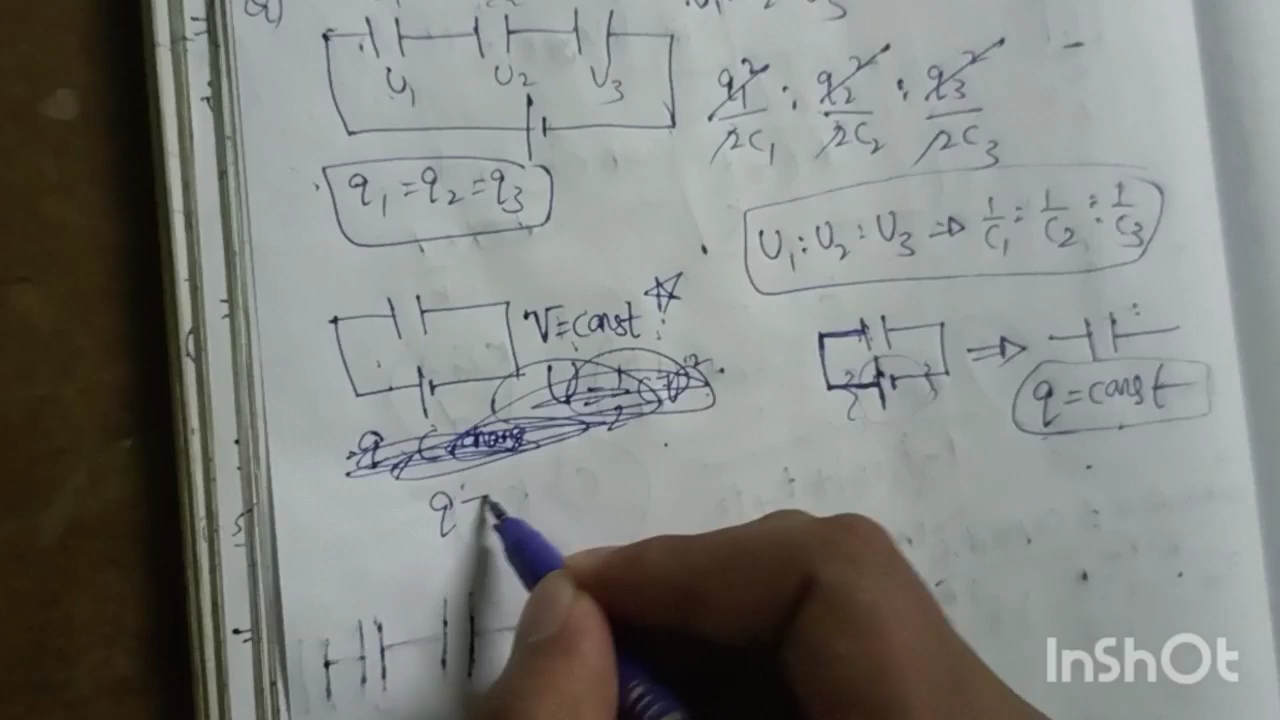 U₁ U₂ U₃
q₁² : q₂² : q₃²
2C₁ 2C₂ 2C₃
q₁ = q₂ = q₃
U₁ : U₂ : U₃ ⇒ 1/C₁ : 1/C₂ : 1/C₃
V = const
⇒
q = const
q
InShOt